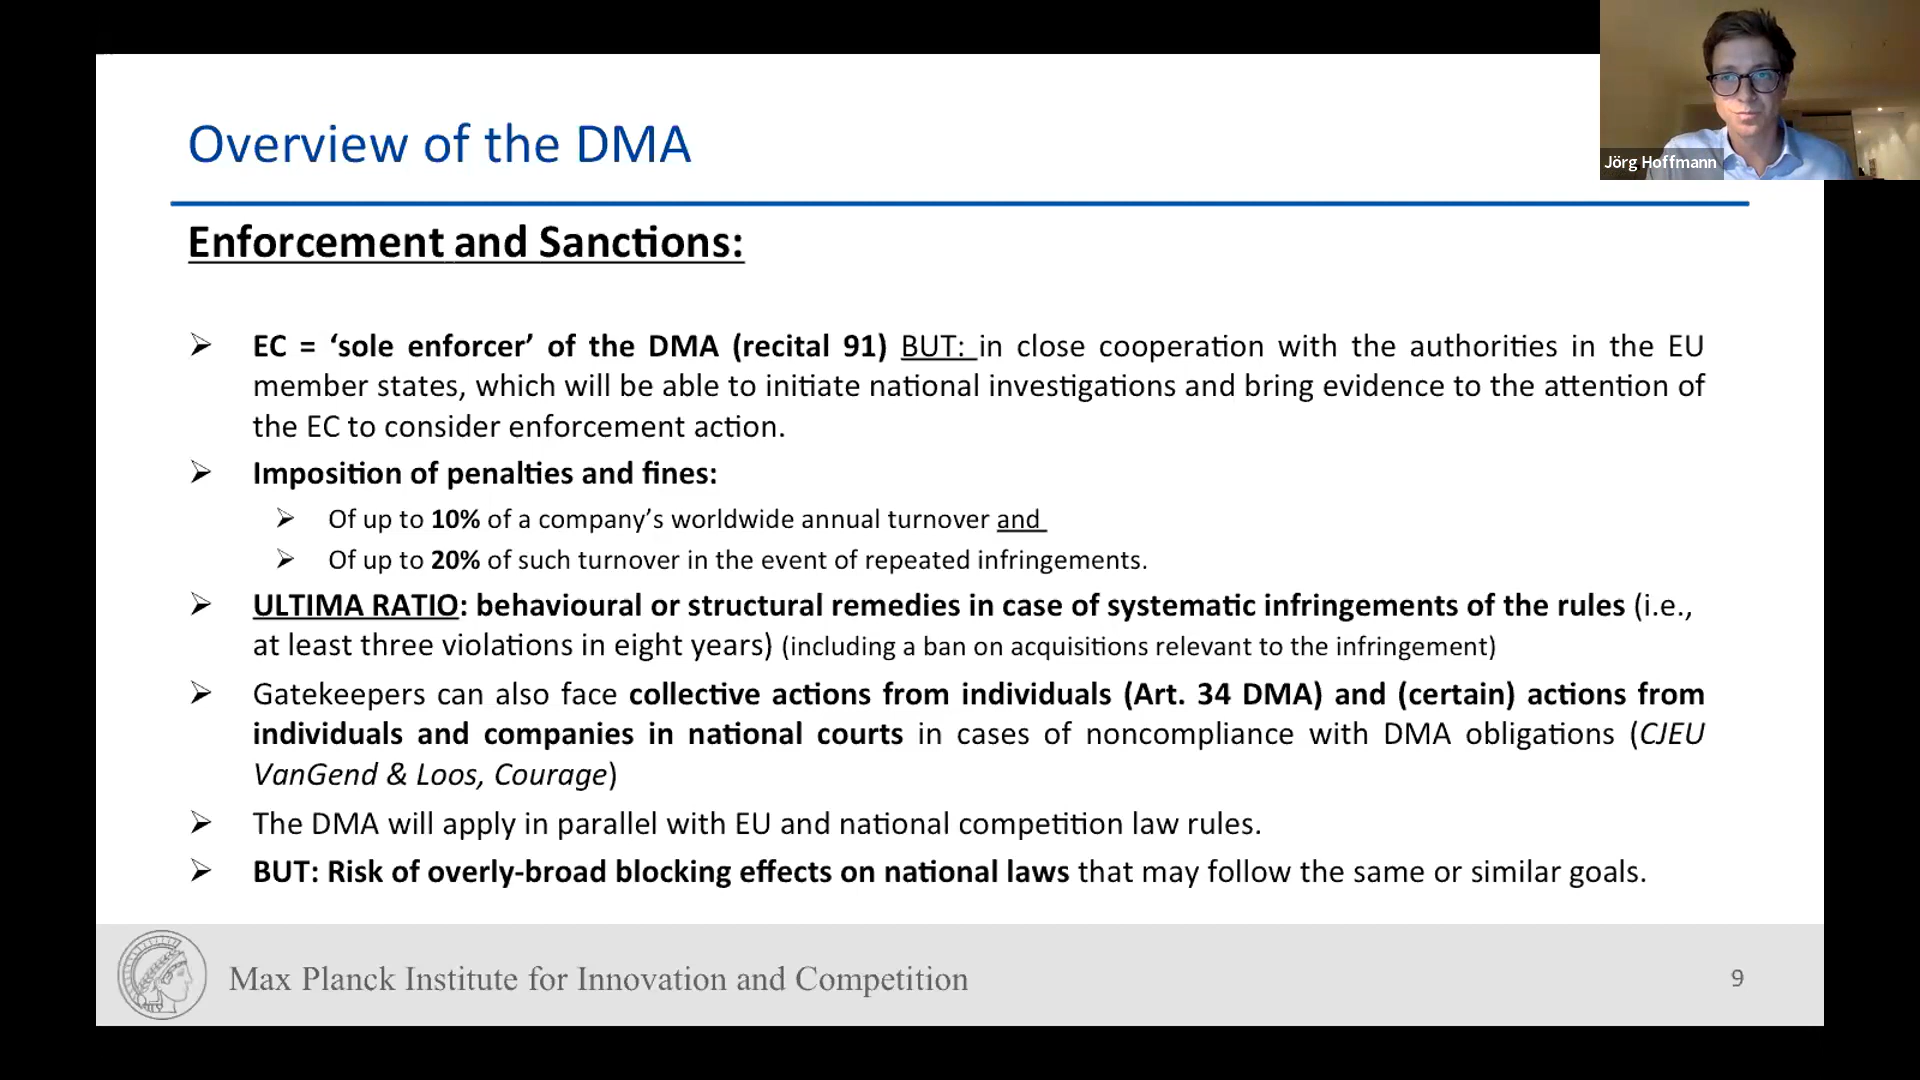 Overview of the DMA
Jörg Hoffmann
Enforcement and Sanctions:
➢ EC = ‘sole enforcer’ of the DMA (recital 91) BUT: in close cooperation with the authorities in the EU
member states, which will be able to initiate national investigations and bring evidence to the attention of
the EC to consider enforcement action.
➢ Imposition of penalties and fines:
➢ Of up to 10% of a company’s worldwide annual turnover and
➢ Of up to 20% of such turnover in the event of repeated infringements.
➢ ULTIMA RATIO: behavioural or structural remedies in case of systematic infringements of the rules (i.e.,
at least three violations in eight years) (including a ban on acquisitions relevant to the infringement)
➢ Gatekeepers can also face collective actions from individuals (Art. 34 DMA) and (certain) actions from
individuals and companies in national courts in cases of noncompliance with DMA obligations (CJEU
VanGend & Loos, Courage)
➢ The DMA will apply in parallel with EU and national competition law rules.
➢ BUT: Risk of overly-broad blocking effects on national laws that may follow the same or similar goals.
Max Planck Institute for Innovation and Competition
9